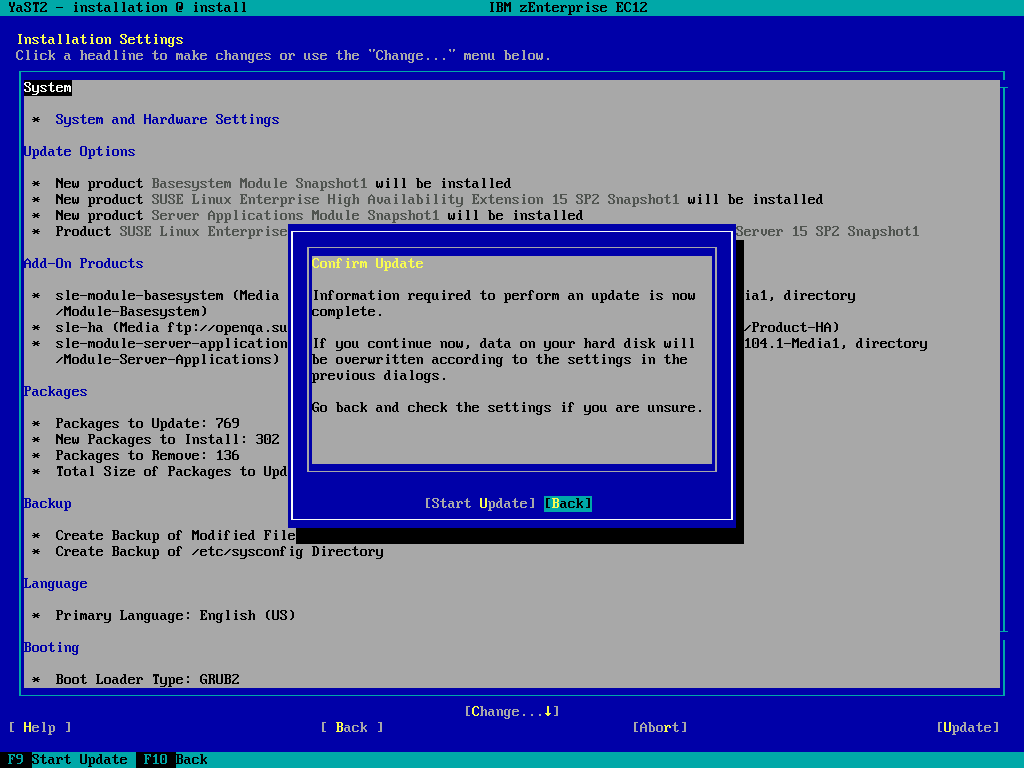 YaST2 - installation @ install IBM zEnterprise EC12
Installation Settings
Click a headline to make changes or use the "Change..." menu below.
System
* System and Hardware Settings
Update Options
* New product Basesystem Module Snapshot1 will be installed
* New product SUSE Linux Enterprise High Availability Extension 15 SP2 Snapshot1 will be installed
* New product Server Applications Module Snapshot1 will be installed
* Product SUSE Linux Enterprise Server 15 SP2 Snapshot1
Add-On Products
* sle-module-basesystem (Media ia1, directory
/Module-Basesystem)
* sle-ha (Media ftp://openqa.su /Product-HA)
* sle-module-server-application 104.1-Media1, directory
/Module-Server-Applications)
Packages
* Packages to Update: 769
* New Packages to Install: 302
* Packages to Remove: 136
* Total Size of Packages to Upd
Backup
* Create Backup of Modified File
* Create Backup of /etc/sysconfig Directory
Language
* Primary Language: English (US)
Booting
* Boot Loader Type: GRUB2
Confirm Update
Information required to perform an update is now
complete.
If you continue now, data on your hard disk will
be overwritten according to the settings in the
previous dialogs.
Go back and check the settings if you are unsure.
[Start Update] [Back]
[Change...↓]
[ Help ] [ Back ] [Abort] [Update]
F9 Start Update F10 Back